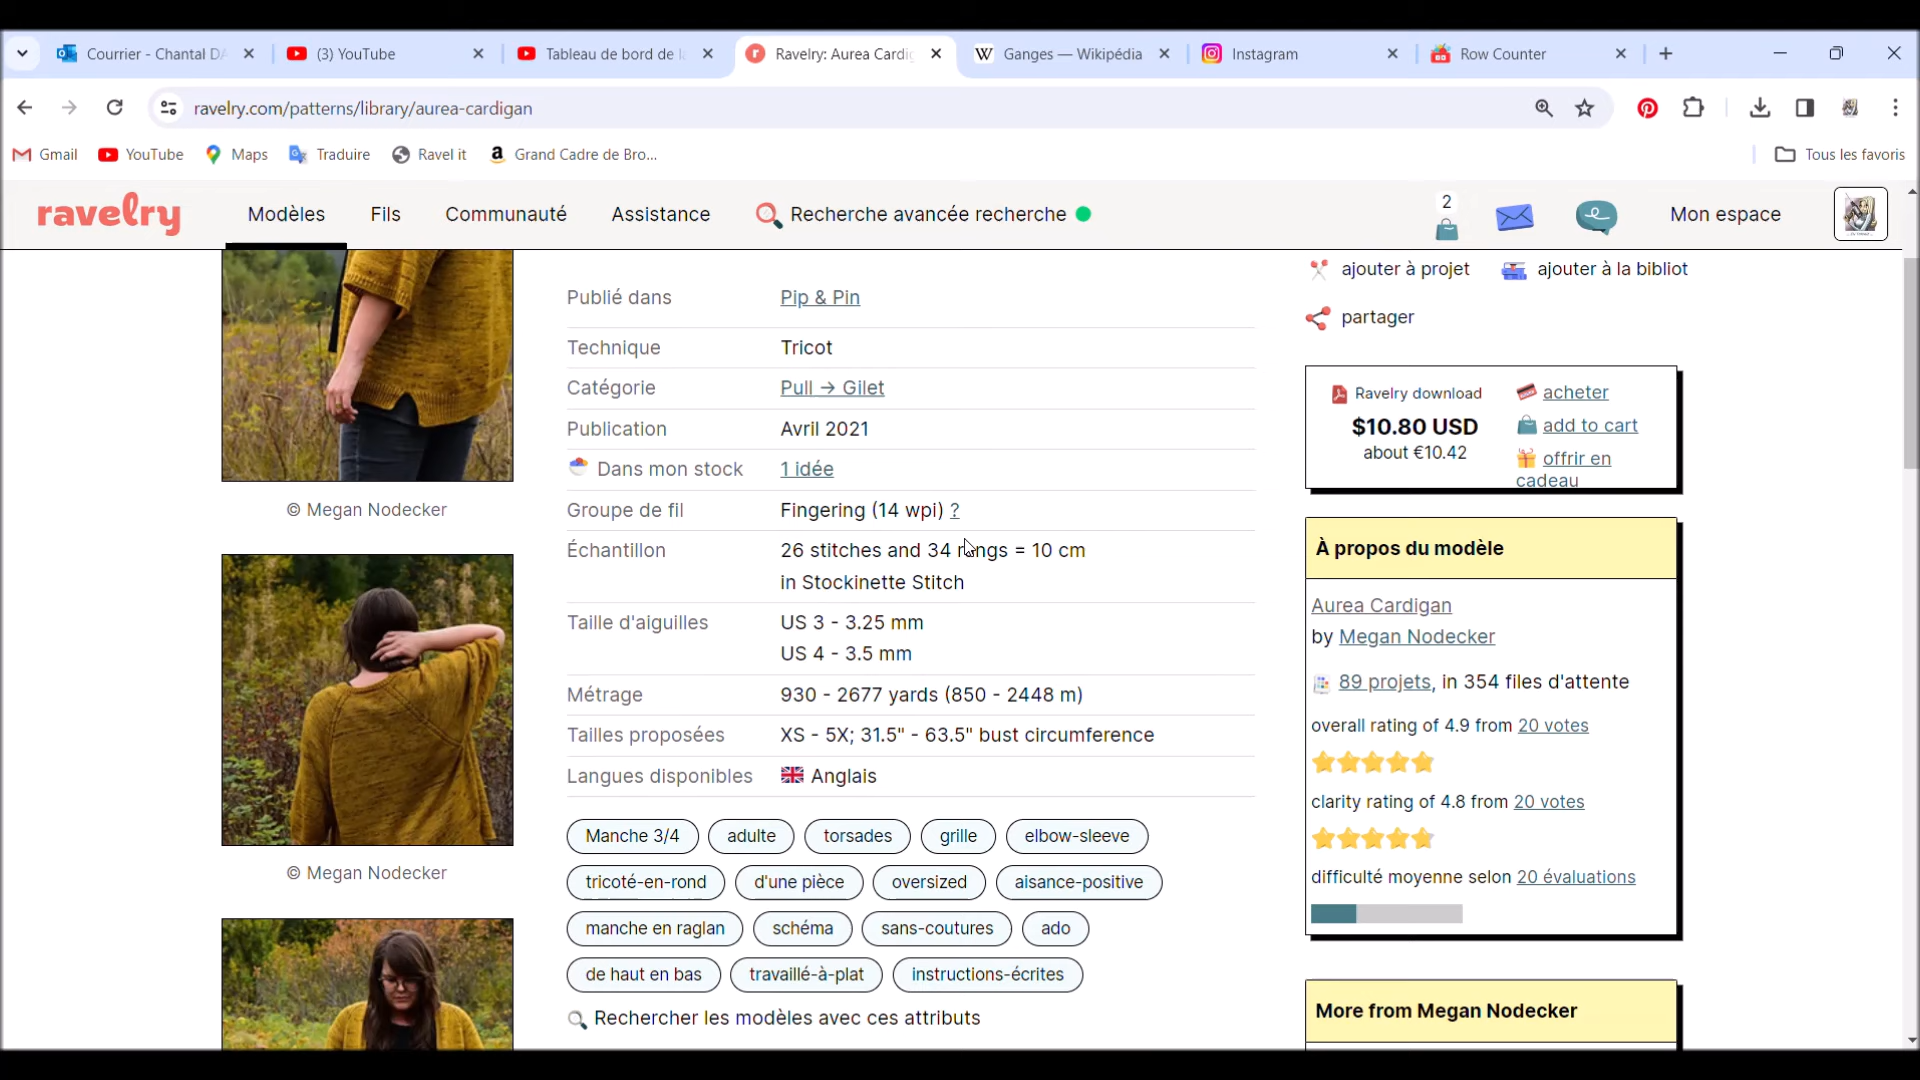 Courrier - Chantal DA
(3) YouTube
Tableau de bord de la
Ravelry: Aurea Cardig
Ganges — Wikipédia
Instagram
Row Counter
ravelry.com/patterns/library/aurea-cardigan
Gmail
YouTube
Maps
Traduire
Ravel it
Grand Cadre de Bro...
Tous les favoris
ravelry
Modèles
Fils
Communauté
Assistance
Recherche avancée recherche
2
Mon espace
© Megan Nodecker
© Megan Nodecker
Publié dans Pip & Pin
Technique Tricot
Catégorie Pull → Gilet
Publication Avril 2021
Dans mon stock 1 idée
Groupe de fil Fingering (14 wpi) ?
Échantillon 26 stitches and 34 rangs = 10 cm
in Stockinette Stitch
Taille d'aiguilles US 3 - 3.25 mm
US 4 - 3.5 mm
Métrage 930 - 2677 yards (850 - 2448 m)
Tailles proposées XS - 5X; 31.5" - 63.5" bust circumference
Langues disponibles Anglais
Manche 3/4 adulte torsades grille elbow-sleeve
tricoté-en-rond d'une pièce oversized aisance-positive
manche en raglan schéma sans-coutures ado
de haut en bas travaillé-à-plat instructions-écrites
Rechercher les modèles avec ces attributs
ajouter à projet ajouter à la bibliot
partager
Ravelry download
$10.80 USD
about €10.42
acheter
add to cart
offrir en
cadeau
À propos du modèle
Aurea Cardigan
by Megan Nodecker
89 projets, in 354 files d'attente
overall rating of 4.9 from 20 votes
clarity rating of 4.8 from 20 votes
difficulté moyenne selon 20 évaluations
More from Megan Nodecker